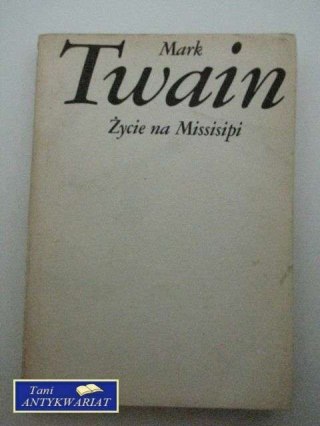 Mark
Twain
Życie na Missisipi
Tani
ANTYKWARIAT